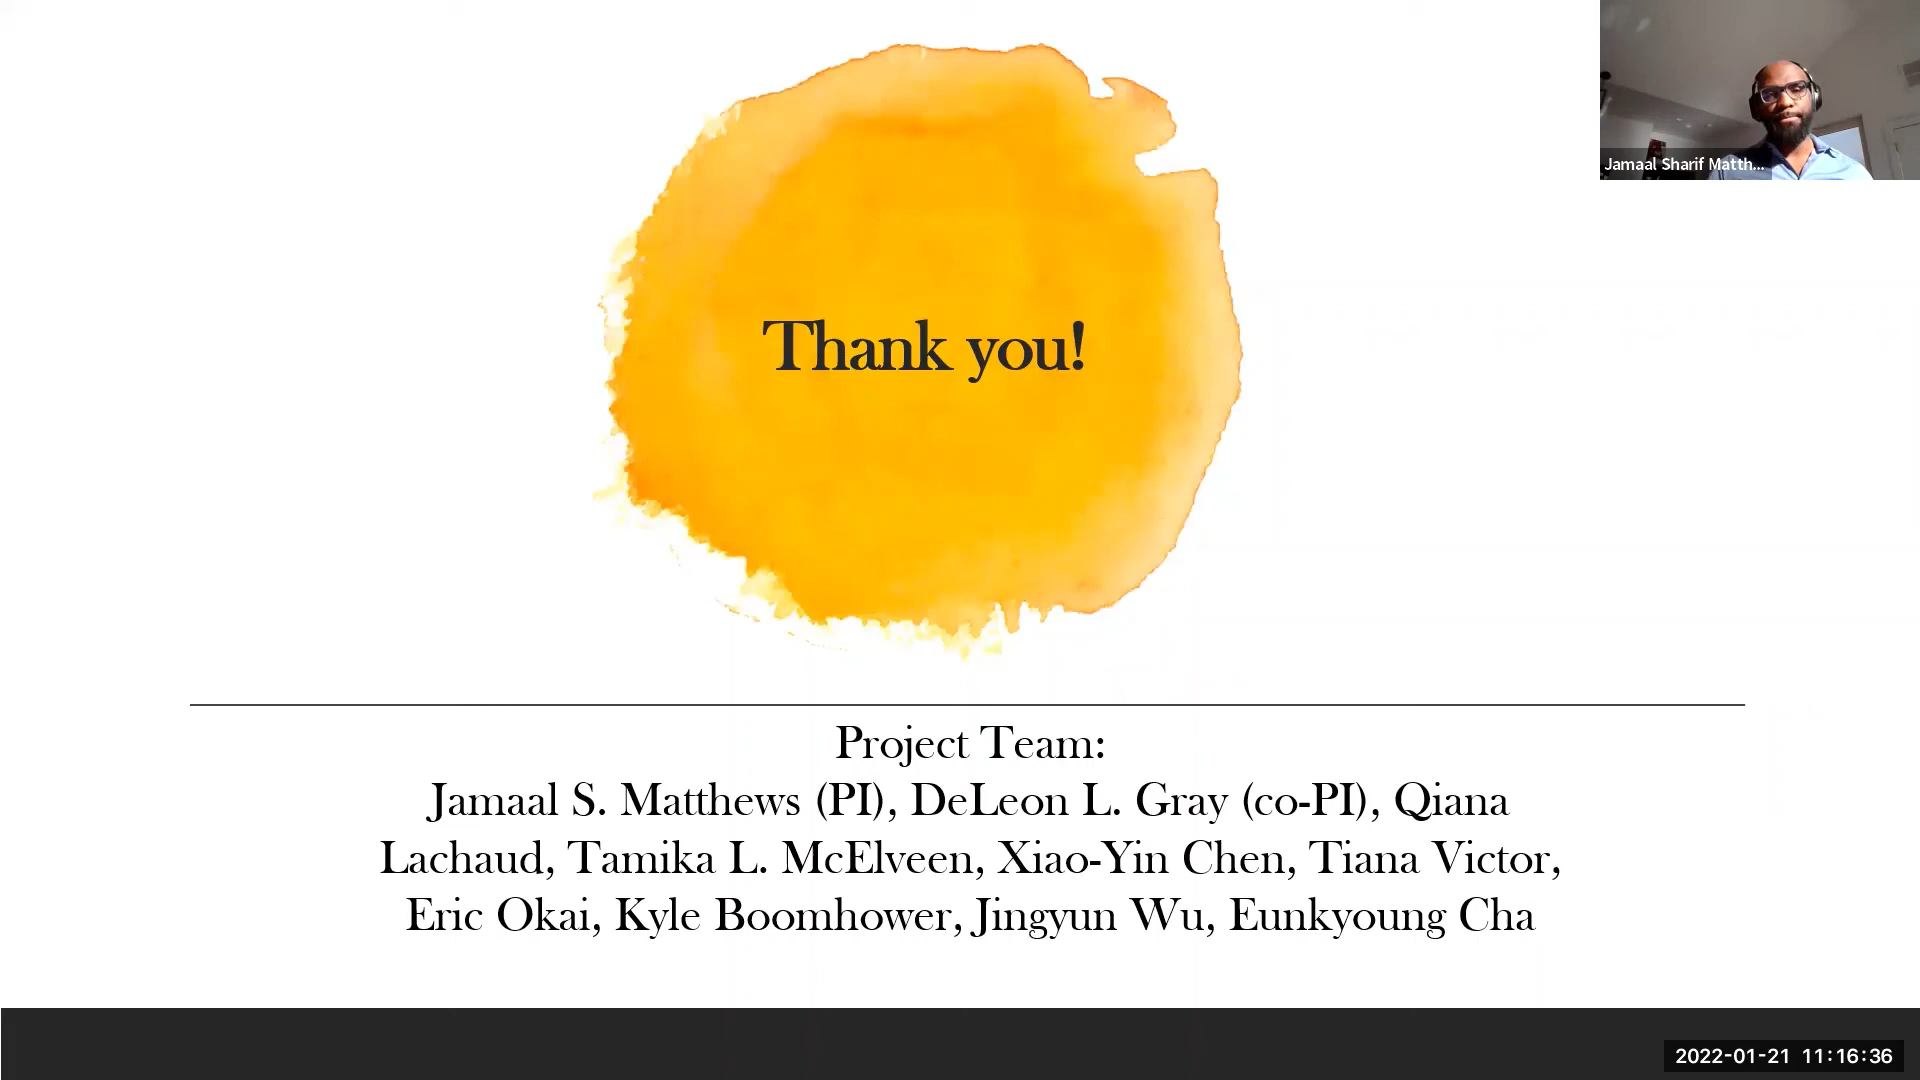 Jamaal Sharif Matth...
Thank you!
Project Team:
Jamaal S. Matthews (PI), DeLeon L. Gray (co-PI), Qiana
Lachaud, Tamika L. McElveen, Xiao-Yin Chen, Tiana Victor,
Eric Okai, Kyle Boomhower, Jingyun Wu, Eunkyoung Cha
2022-01-21 11:16:36